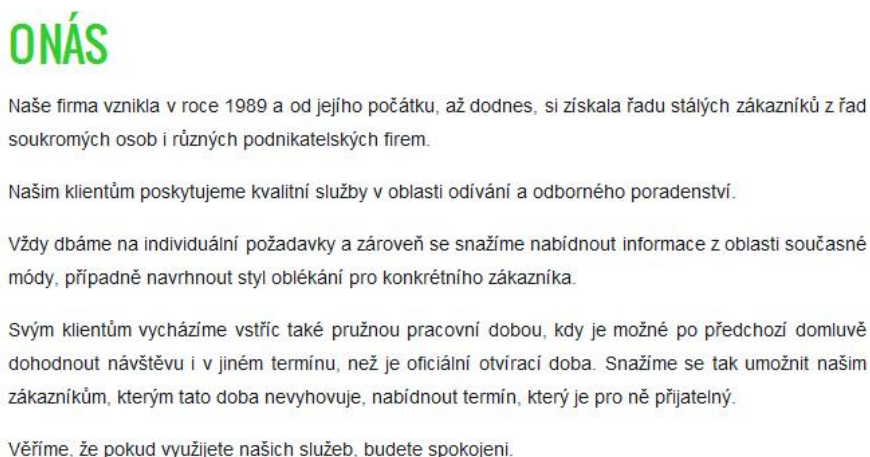 O NÁS
Naše firma vznikla v roce 1989 a od jejího počátku, až dodnes, si získala řadu stálých zákazníků z řad
soukromých osob i různých podnikatelských firem.
Našim klientům poskytujeme kvalitní služby v oblasti odívání a odborného poradenství.
Vždy dbáme na individuální požadavky a zároveň se snažíme nabídnout informace z oblasti současné
módy, případně navrhnout styl oblékání pro konkrétního zákazníka.
Svým klientům vycházíme vstříc také pružnou pracovní dobou, kdy je možné po předchozí domluvě
dohodnout návštěvu i v jiném termínu, než je oficiální otvírací doba. Snažíme se tak umožnit našim
zákazníkům, kterým tato doba nevyhovuje, nabídnout termín, který je pro ně přijatelný.
Věříme, že pokud využijete našich služeb, budete spokojeni.